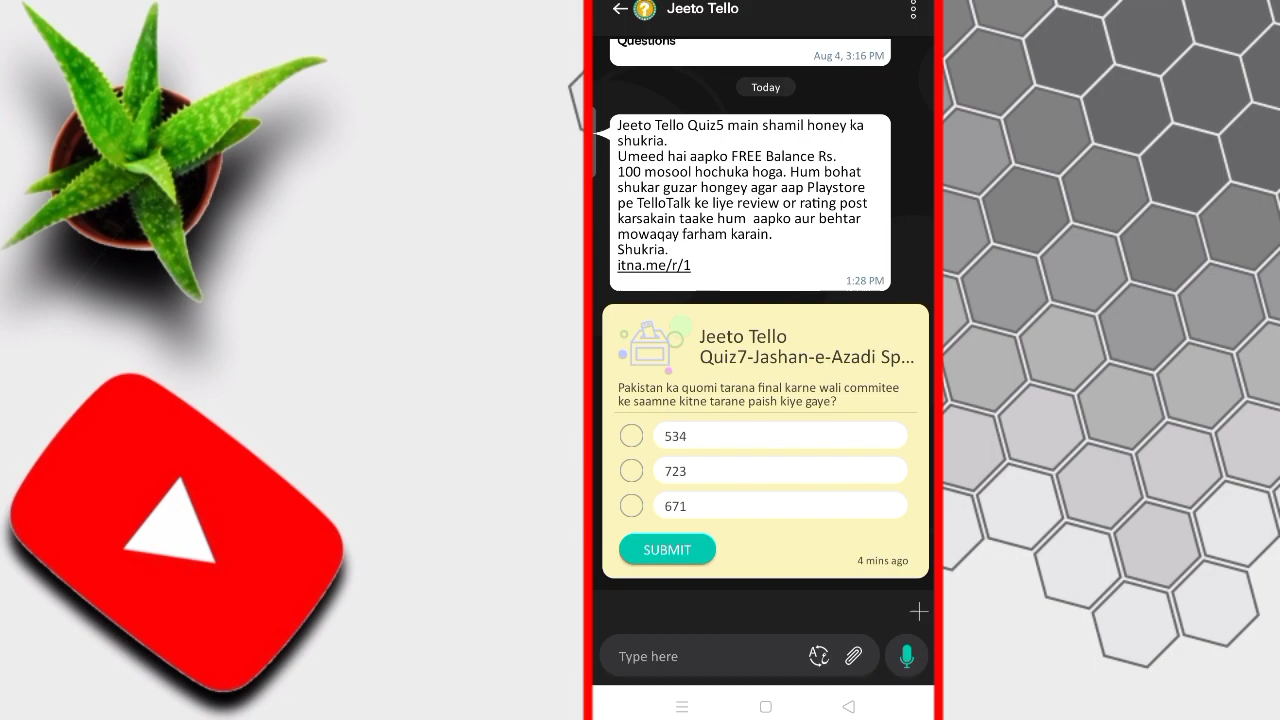 Jeeto Tello
Questions
Aug 4, 3:16 PM
Today
Jeeto Tello Quiz5 main shamil honey ka
shukria.
Umeed hai aapko FREE Balance Rs.
100 mosool hochuka hoga. Hum bohat
shukar guzar hongey agar aap Playstore
pe TelloTalk ke liye review or rating post
karsakain taake hum aapko aur behtar
mowaqay farham karain.
Shukria.
itna.me/r/1
1:28 PM
Jeeto Tello
Quiz7-Jashan-e-Azadi Sp...
Pakistan ka quomi tarana final karne wali commitee
ke saamne kitne tarane paish kiye gaye?
534
723
671
SUBMIT
4 mins ago
Type here